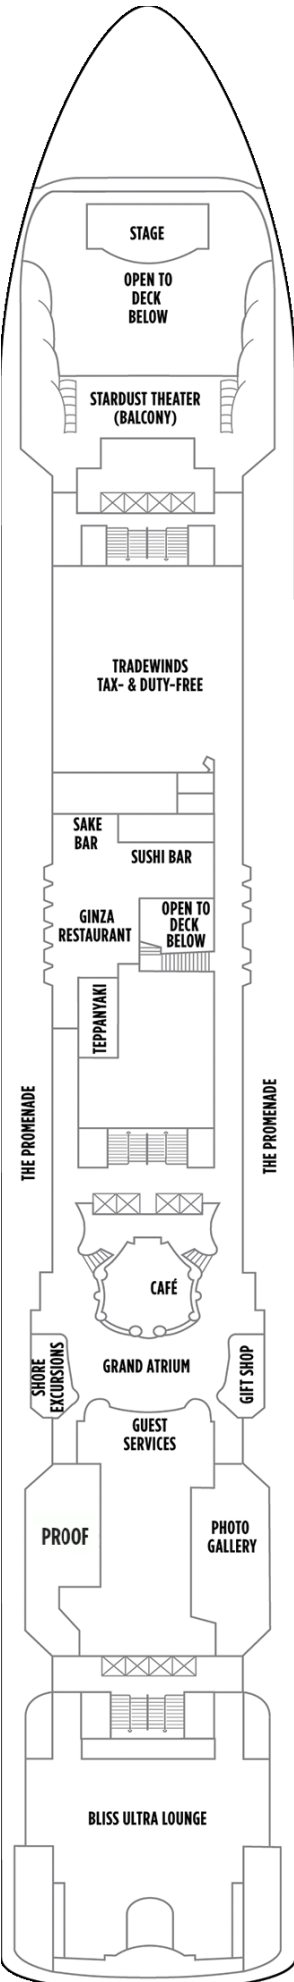 STAGE
OPEN TO
DECK
BELOW
STARDUST THEATER
(BALCONY)
TRADEWINDS
TAX- & DUTY-FREE
SAKE
BAR
SUSHI BAR
GINZA
RESTAURANT
OPEN TO
DECK
BELOW
TEPPANYAKI
THE PROMENADE
THE PROMENADE
CAFÉ
GRAND ATRIUM
SHORE
EXCURSIONS
GIFT SHOP
GUEST
SERVICES
PROOF
PHOTO
GALLERY
BLISS ULTRA LOUNGE